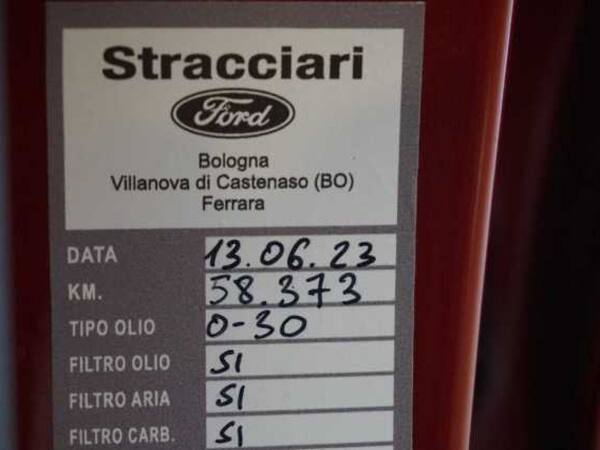 Stracciari
Ford
Bologna
Villanova di Castenaso (BO)
Ferrara
DATA 13.06.23
KM. 58.373
TIPO OLIO 0-30
FILTRO OLIO SI
FILTRO ARIA SI
FILTRO CARB. SI